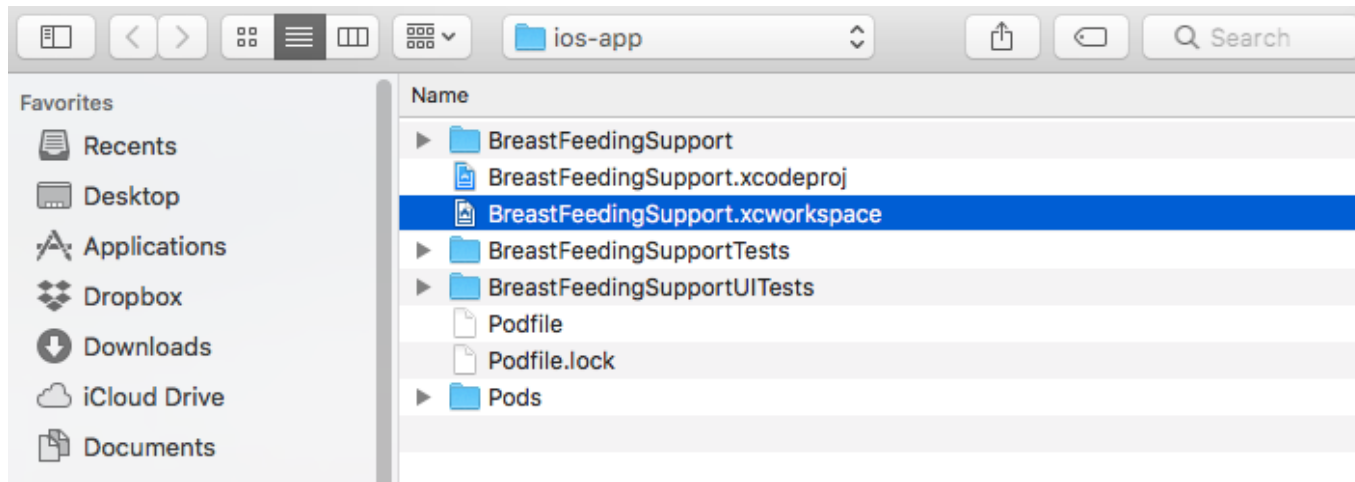 ios-app
Search
Favorites
Recents
Desktop
Applications
Dropbox
Downloads
iCloud Drive
Documents
Name
BreastFeedingSupport
BreastFeedingSupport.xcodeproj
BreastFeedingSupport.xcworkspace
BreastFeedingSupportTests
BreastFeedingSupportUITests
Podfile
Podfile.lock
Pods